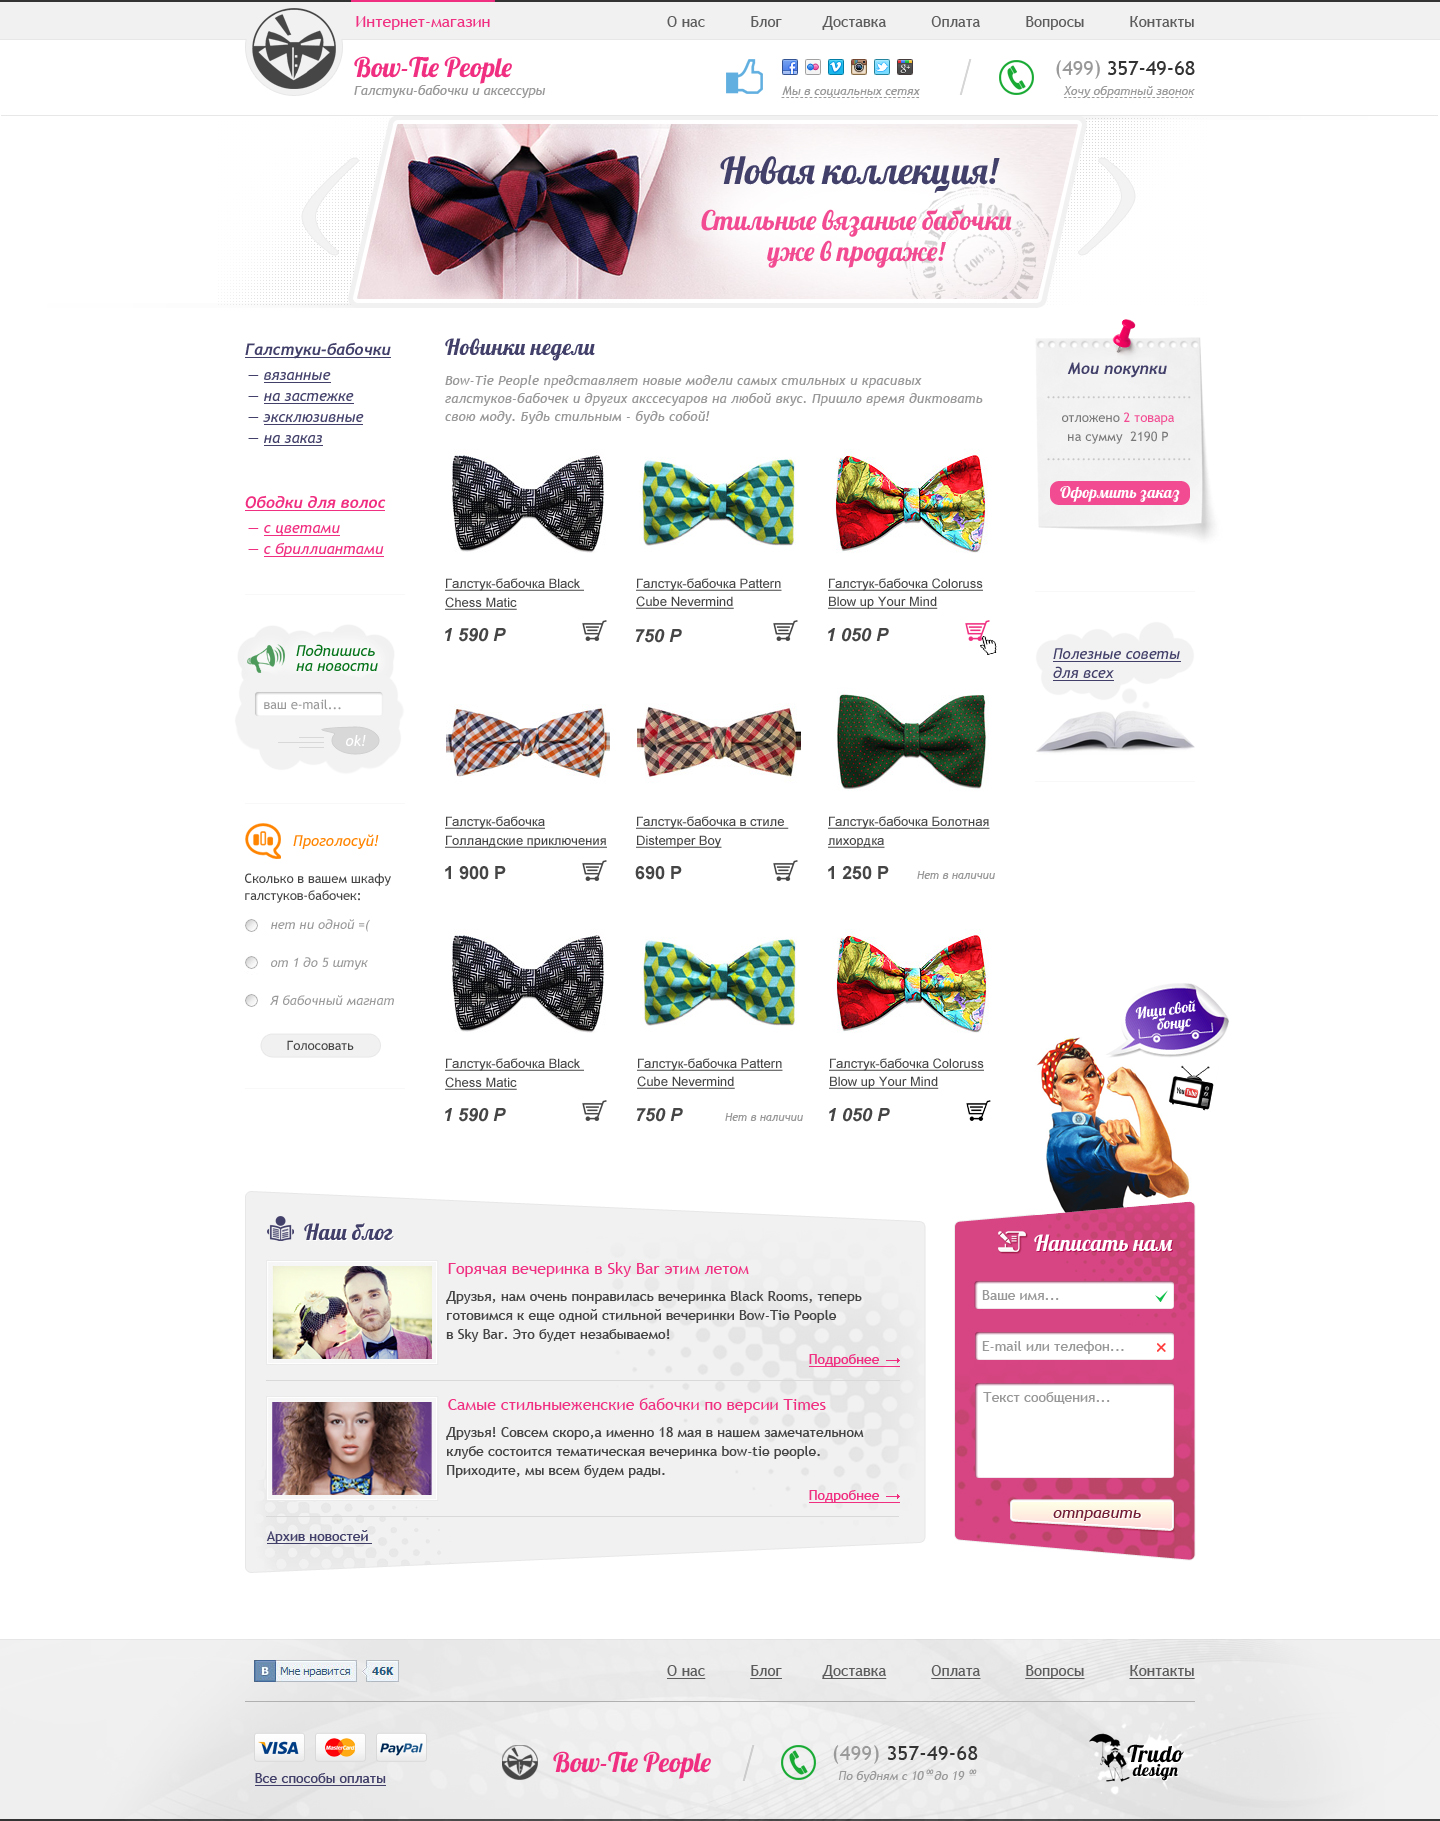 Интернет-магазин
О нас
Блог
Доставка
Оплата
Вопросы
Контакты
Bow-Tie People
Галстуки-бабочки и аксессуры
Мы в социальных сетях
(499) 357-49-68
Хочу обратный звонок
Новая коллекция!
Стильные вязаные бабочки
уже в продаже!
QUALITY 100 % QUALI
100 %
Галстуки-бабочки
— вязанные
— на застежке
— эксклюзивные
— на заказ
Ободки для волос
— с цветами
— с бриллиантами
Подпишись
на новости
ваш e-mail...
ok!
Проголосуй!
Сколько в вашем шкафу
галстуков-бабочек:
нет ни одной =(
от 1 до 5 штук
Я бабочный магнат
Голосовать
Новинки недели
Bow-Tie People представляет новые модели самых стильных и красивых
галстуков-бабочек и других акссесуаров на любой вкус. Пришло время диктовать
свою моду. Будь стильным - будь собой!
Галстук-бабочка Black
Chess Matic
1 590 Р
Галстук-бабочка Pattern
Cube Nevermind
750 Р
Галстук-бабочка Coloruss
Blow up Your Mind
1 050 Р
Галстук-бабочка
Голландские приключения
1 900 Р
Галстук-бабочка в стиле
Distemper Boy
690 Р
Галстук-бабочка Болотная
лихордка
1 250 Р
Нет в наличии
Галстук-бабочка Black
Chess Matic
1 590 Р
Галстук-бабочка Pattern
Cube Nevermind
750 Р
Нет в наличии
Галстук-бабочка Coloruss
Blow up Your Mind
1 050 Р
Мои покупки
отложено 2 товара
на сумму 2190 Р
Оформить заказ
Полезные советы
для всех
Ищи свой
бонус
YouTube
Наш блог
Горячая вечеринка в Sky Bar этим летом
Друзья, нам очень понравилась вечеринка Black Rooms, теперь
готовимся к еще одной стильной вечеринки Bow-Tie People
в Sky Bar. Это будет незабываемо!
Подробнее →
Самые стильныеженские бабочки по версии Times
Друзья! Совсем скоро,а именно 18 мая в нашем замечательном
клубе состоится тематическая вечеринка bow-tie people.
Приходите, мы всем будем рады.
Подробнее →
Архив новостей
Написать нам
Ваше имя...
E-mail или телефон...
Текст сообщения...
отправить
В Мне нравится 46K
О нас
Блог
Доставка
Оплата
Вопросы
Контакты
VISA
MasterCard
PayPal
Все способы оплаты
Bow-Tie People
(499) 357-49-68
По будням с 10 00 до 19 00
Trudo
design